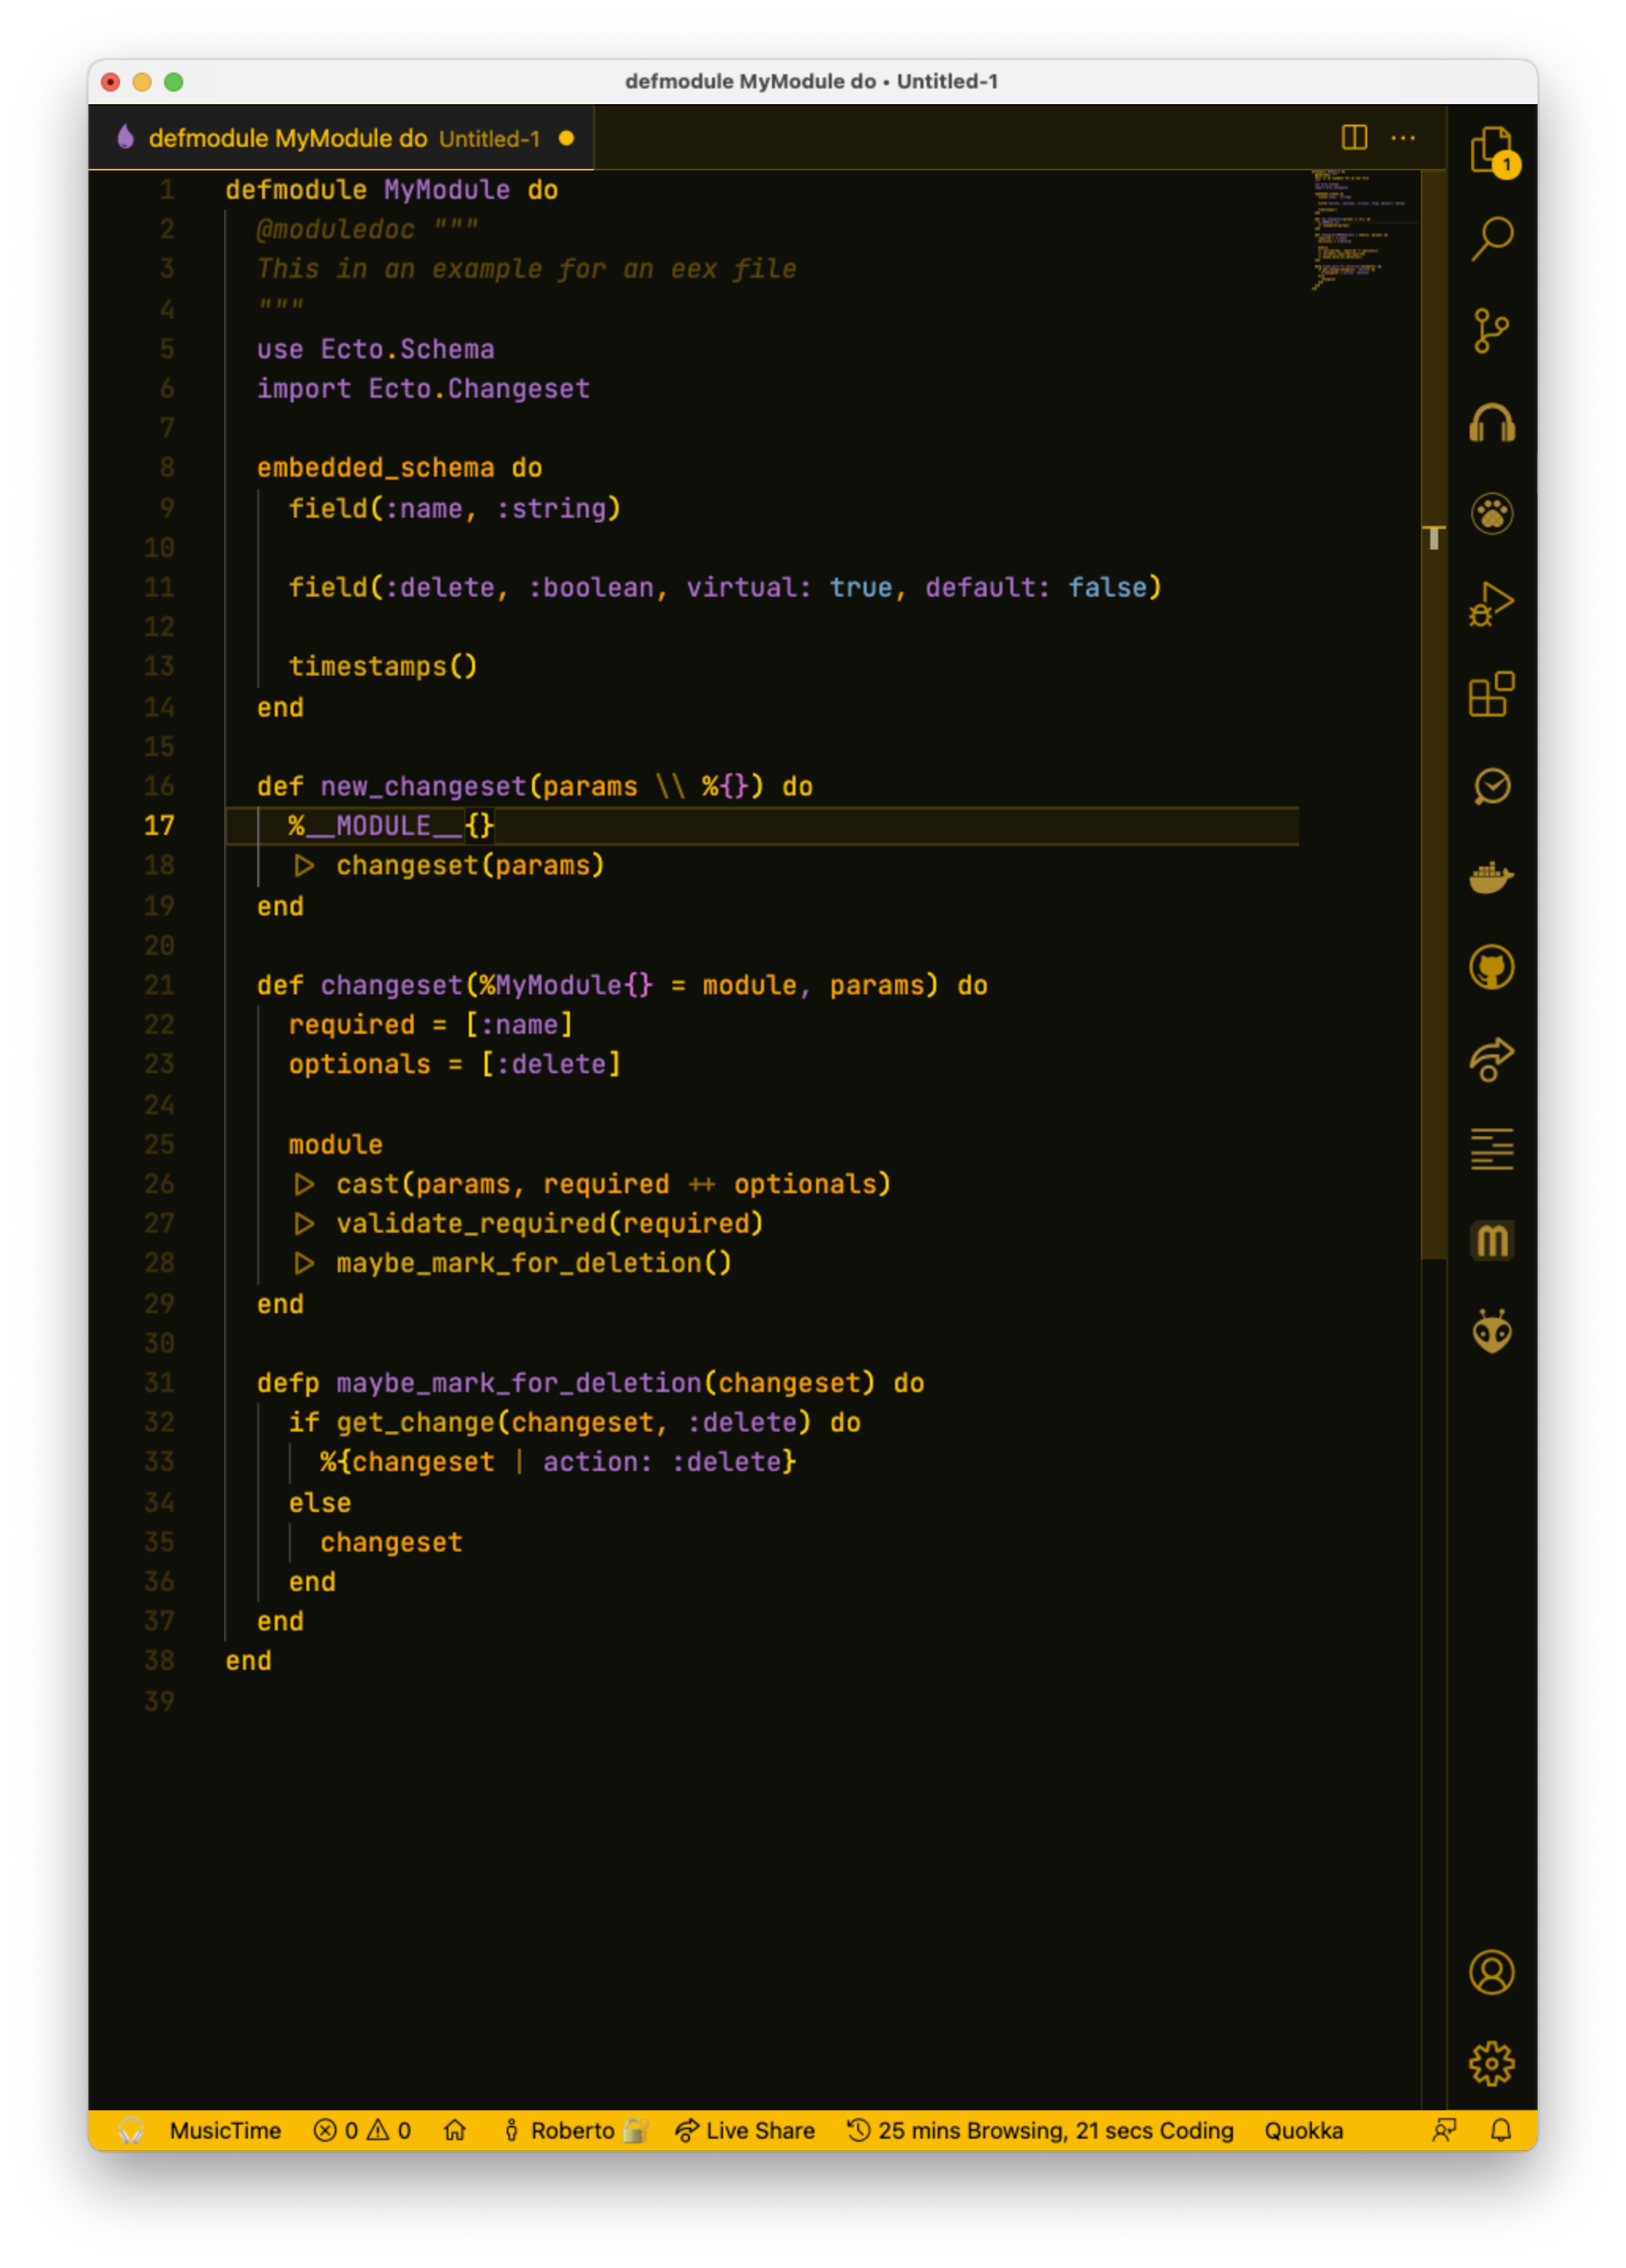 defmodule MyModule do • Untitled-1
defmodule MyModule do Untitled-1
1
1 defmodule MyModule do
2   @moduledoc """
3   This in an example for an eex file
4   """
5   use Ecto.Schema
6   import Ecto.Changeset
7
8   embedded_schema do
9     field(:name, :string)
10
11     field(:delete, :boolean, virtual: true, default: false)
12
13     timestamps()
14   end
15
16   def new_changeset(params \\ %{}) do
17     %__MODULE__{}
18     |> changeset(params)
19   end
20
21   def changeset(%MyModule{} = module, params) do
22     required = [:name]
23     optionals = [:delete]
24
25     module
26     |> cast(params, required ++ optionals)
27     |> validate_required(required)
28     |> maybe_mark_for_deletion()
29   end
30
31   defp maybe_mark_for_deletion(changeset) do
32     if get_change(changeset, :delete) do
33       %{changeset | action: :delete}
34     else
35       changeset
36     end
37   end
38 end
39
m
MusicTime 0 0 Roberto Live Share 25 mins Browsing, 21 secs Coding Quokka